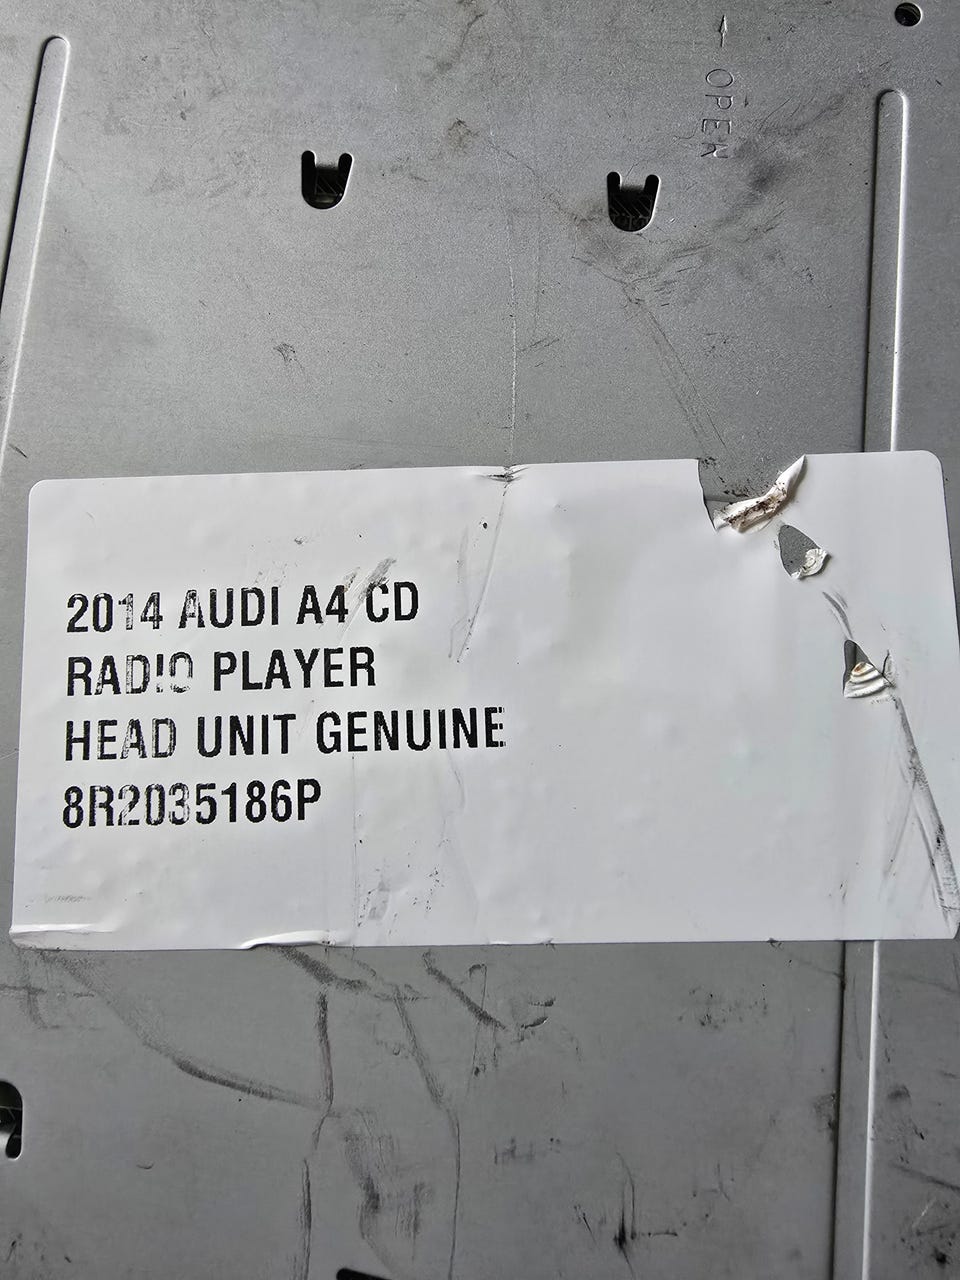 OPEN
2014 AUDI A4 CD
RADIO PLAYER
HEAD UNIT GENUINE
8R2035186P